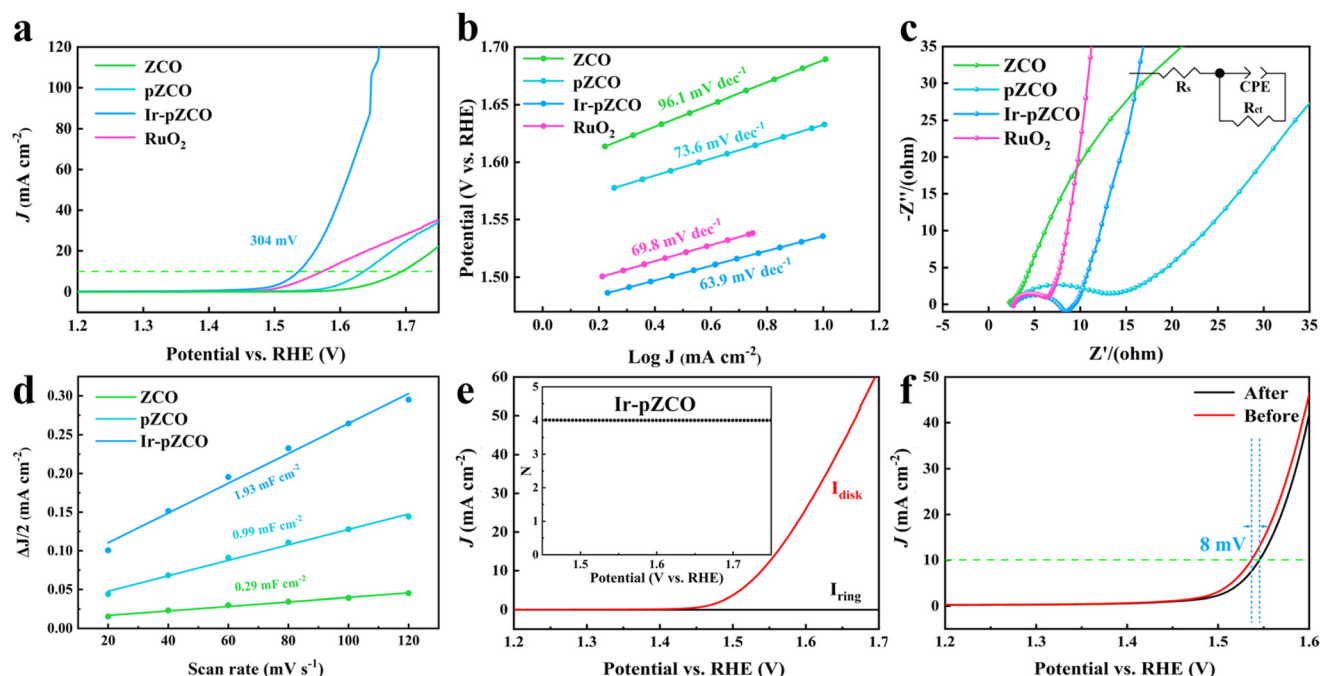 a
120
100
80
60
40
20
0
J (mA cm⁻²)
ZCO
pZCO
Ir-pZCO
RuO₂
304 mV
1.2 1.3 1.4 1.5 1.6 1.7
Potential vs. RHE (V)
b
1.70
1.65
1.60
1.55
1.50
Potential (V vs. RHE)
ZCO
pZCO
Ir-pZCO
RuO₂
96.1 mV dec⁻¹
73.6 mV dec⁻¹
69.8 mV dec⁻¹
63.9 mV dec⁻¹
0.0 0.2 0.4 0.6 0.8 1.0 1.2
Log J (mA cm⁻²)
c
35
30
25
20
15
10
5
0
-Z''/(ohm)
ZCO
pZCO
Ir-pZCO
RuO₂
Rs
CPE
Rct
-5 0 5 10 15 20 25 30 35
Z'/(ohm)
d
0.30
0.25
0.20
0.15
0.10
0.05
0.00
ΔJ/2 (mA cm⁻²)
ZCO
pZCO
Ir-pZCO
1.93 mF cm⁻²
0.99 mF cm⁻²
0.29 mF cm⁻²
20 40 60 80 100 120
Scan rate (mV s⁻¹)
e
60
50
40
30
20
10
0
J (mA cm⁻²)
5
4
3
2
1
0
N
Ir-pZCO
1.5 1.6 1.7
Potential (V vs. RHE)
Idisk
Iring
1.2 1.3 1.4 1.5 1.6 1.7
Potential vs. RHE (V)
f
50
40
30
20
10
0
J (mA cm⁻²)
After
Before
8 mV
1.2 1.3 1.4 1.5 1.6
Potential vs. RHE (V)